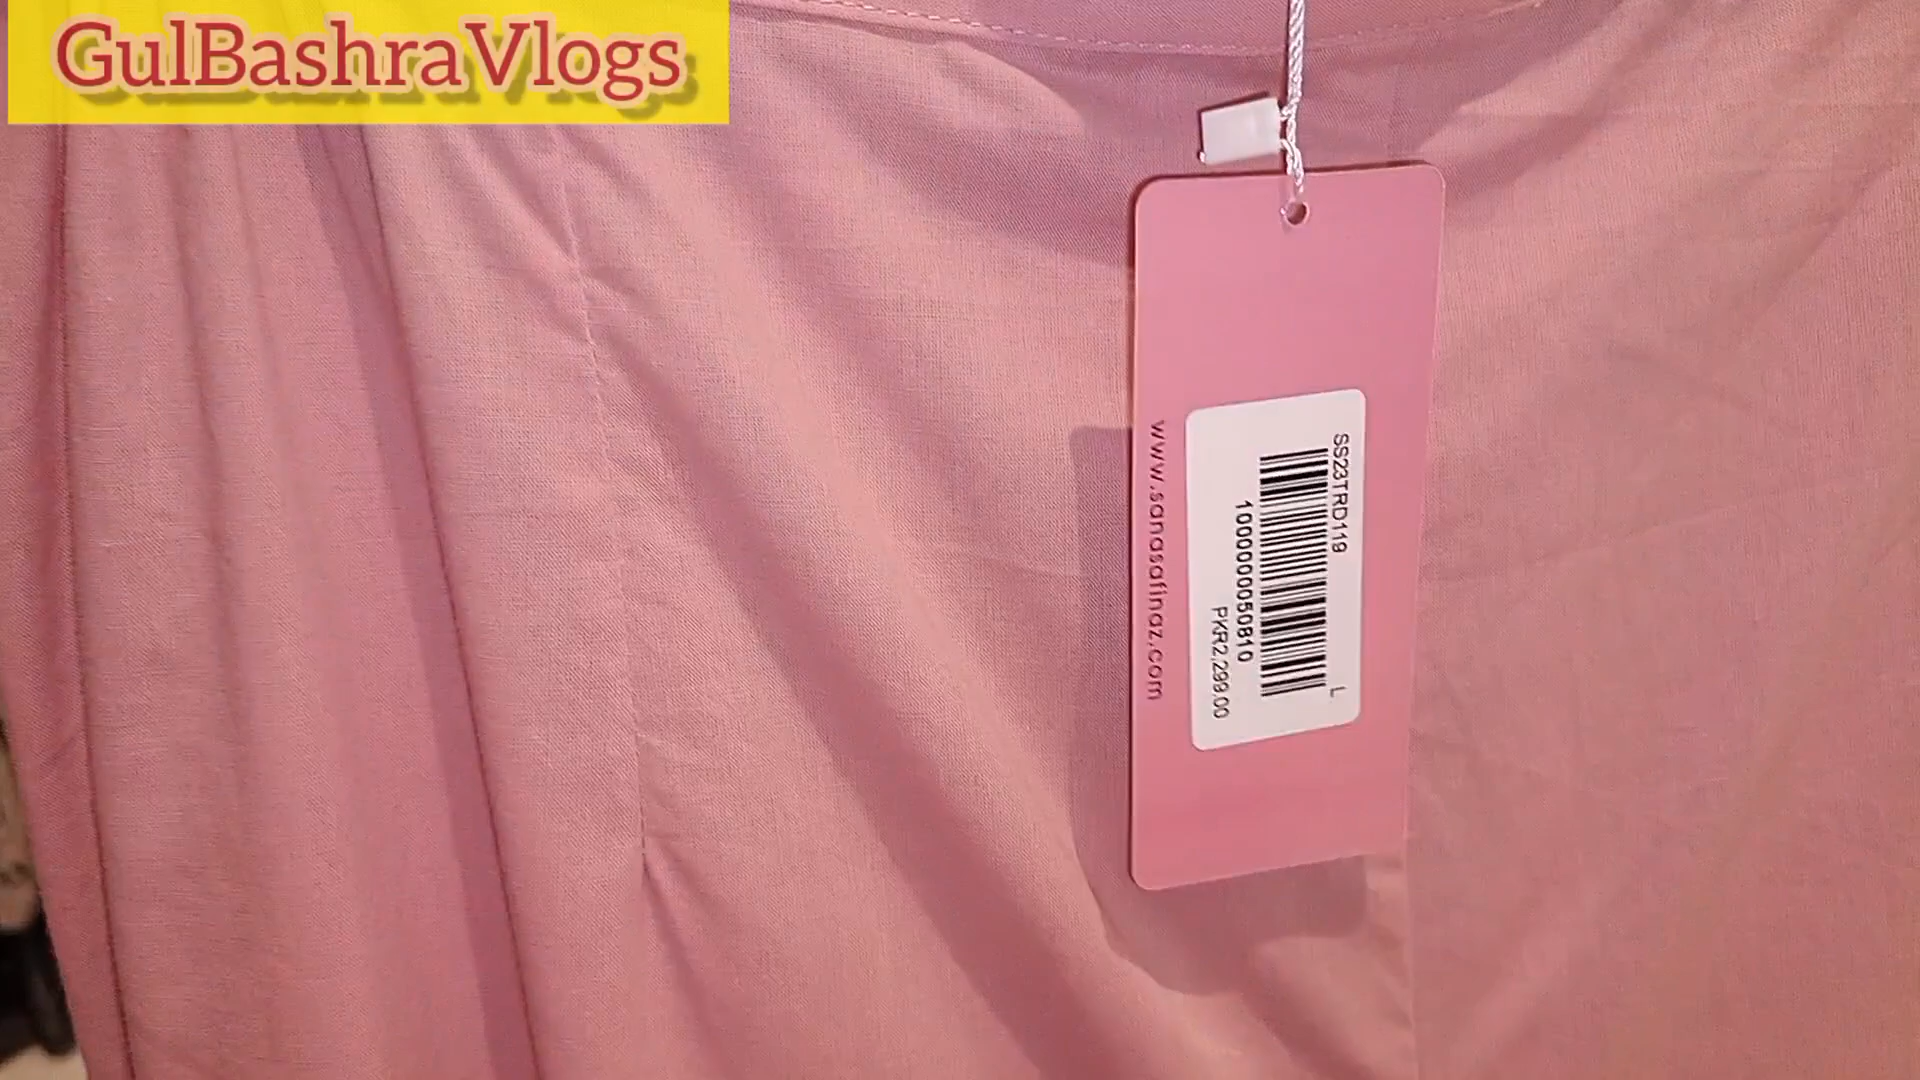 GulBashraVlogs
www.sanasafinaz.com
SS23TRD119
L
1000000050810
PKR2,299.00